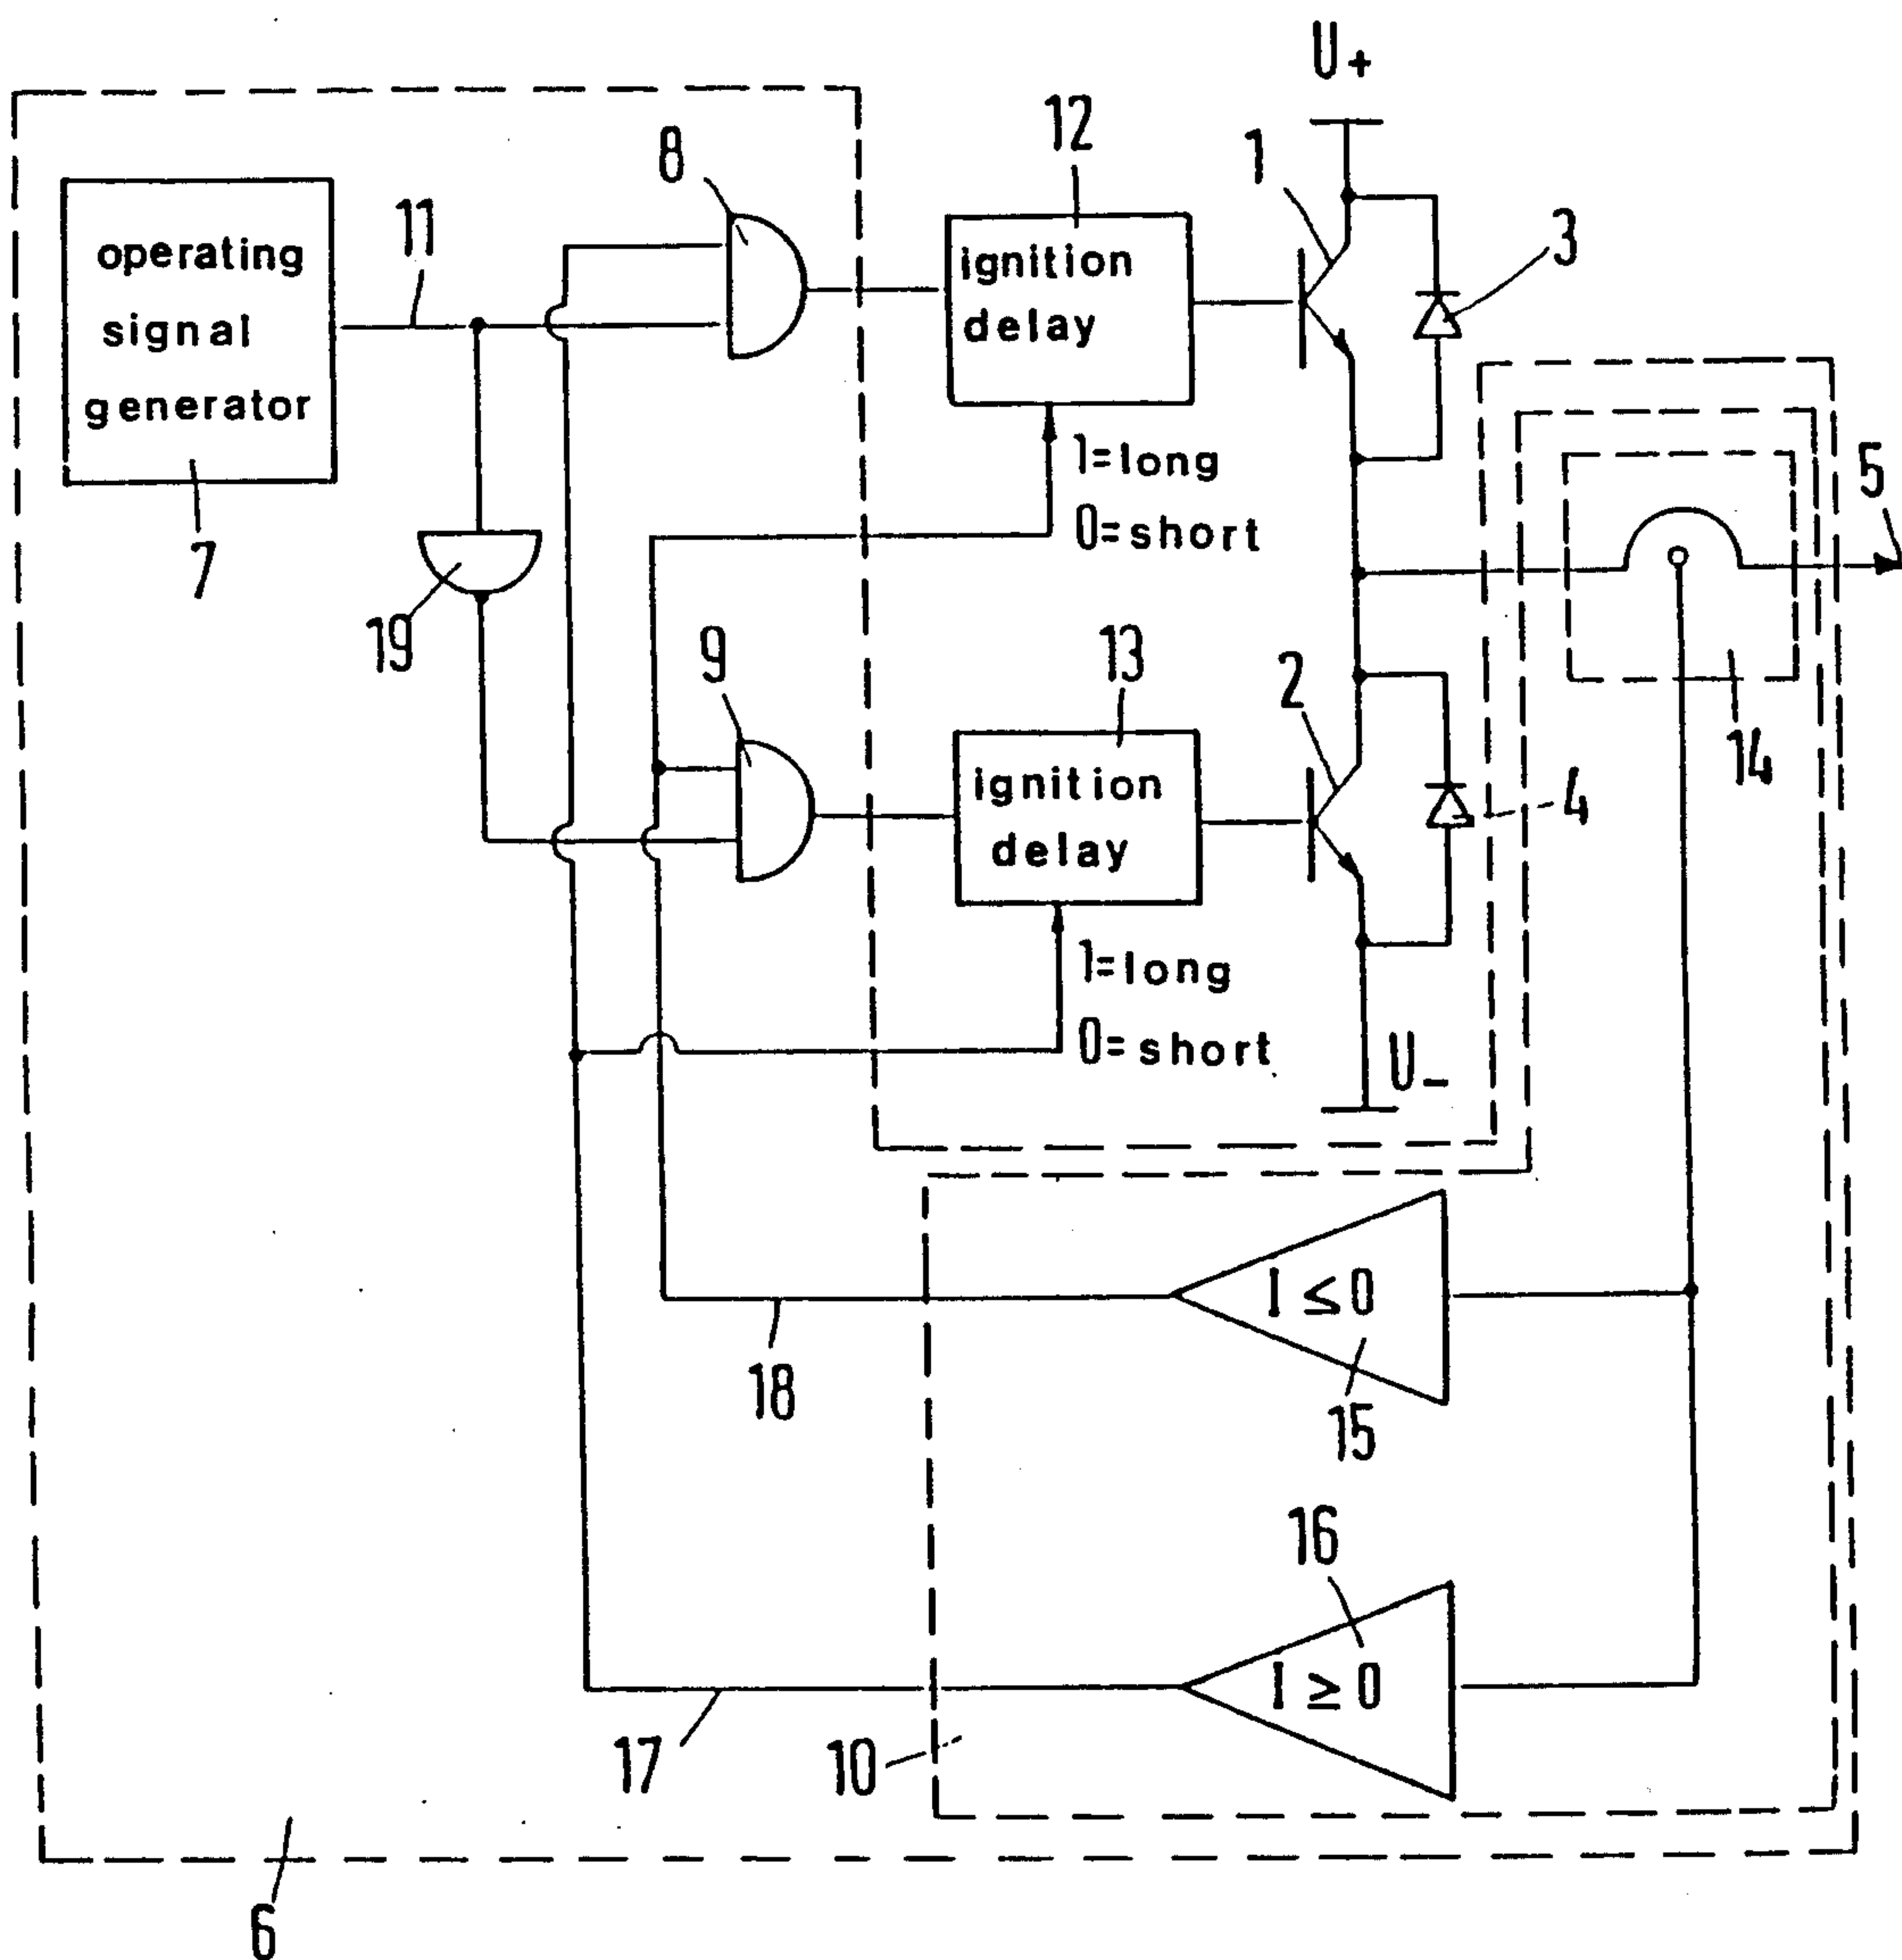 U+
12
1
8
11
3
operating
signal
generator
ignition
delay
5
1=long
0=short
7
19
9
13
2
14
4
ignition
delay
1=long
0=short
U-
I ≤ 0
18
15
16
I ≥ 0
17
10
6